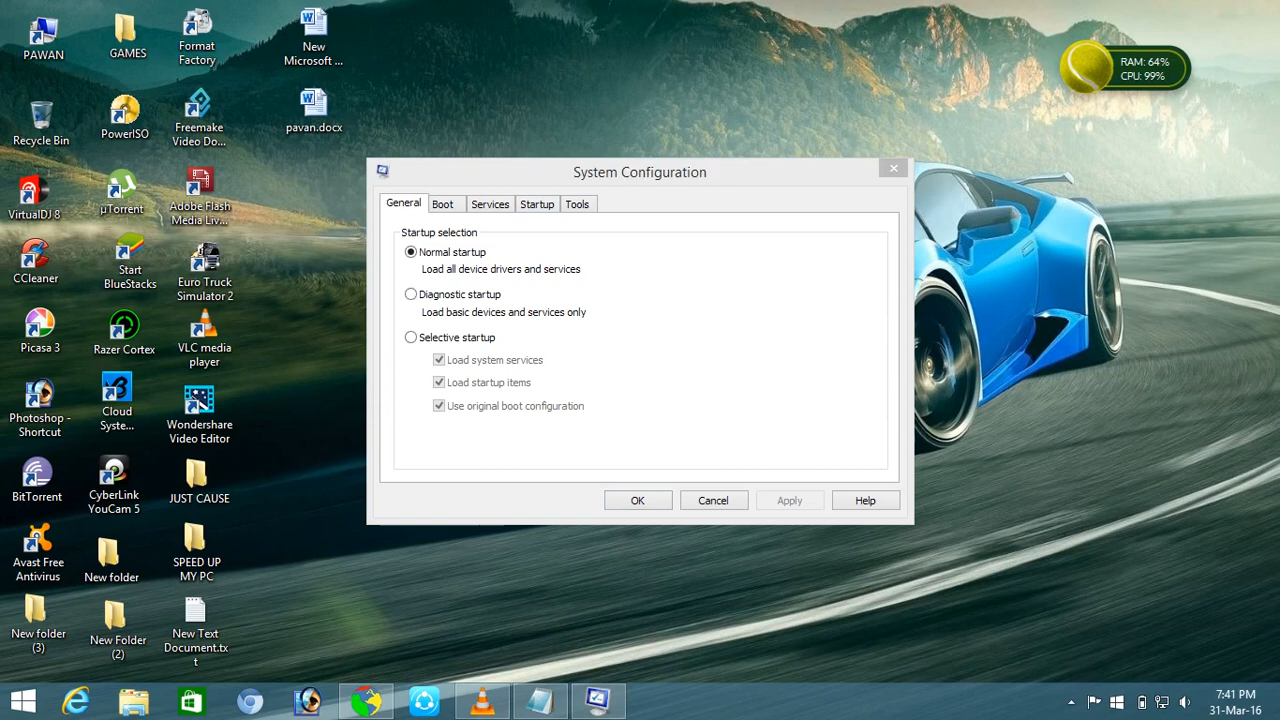 PAWAN
GAMES
Format
Factory
New
Microsoft ...
RAM: 64%
CPU: 99%
Recycle Bin
PowerISO
Freemake
Video Do...
pavan.docx
System Configuration
VirtualDJ 8
µTorrent
Adobe Flash
Media Liv...
General
Boot
Services
Startup
Tools
Startup selection
Normal startup
Load all device drivers and services
Diagnostic startup
Load basic devices and services only
Selective startup
Load system services
Load startup items
Use original boot configuration
OK
Cancel
Apply
Help
CCleaner
Start
BlueStacks
Euro Truck
Simulator 2
Picasa 3
Razer Cortex
VLC media
player
Photoshop -
Shortcut
Cloud
Syste...
Wondershare
Video Editor
BitTorrent
CyberLink
YouCam 5
JUST CAUSE
Avast Free
Antivirus
New folder
SPEED UP
MY PC
New folder
(3)
New Folder
(2)
New Text
Document.tx
t
7:41 PM
31-Mar-16